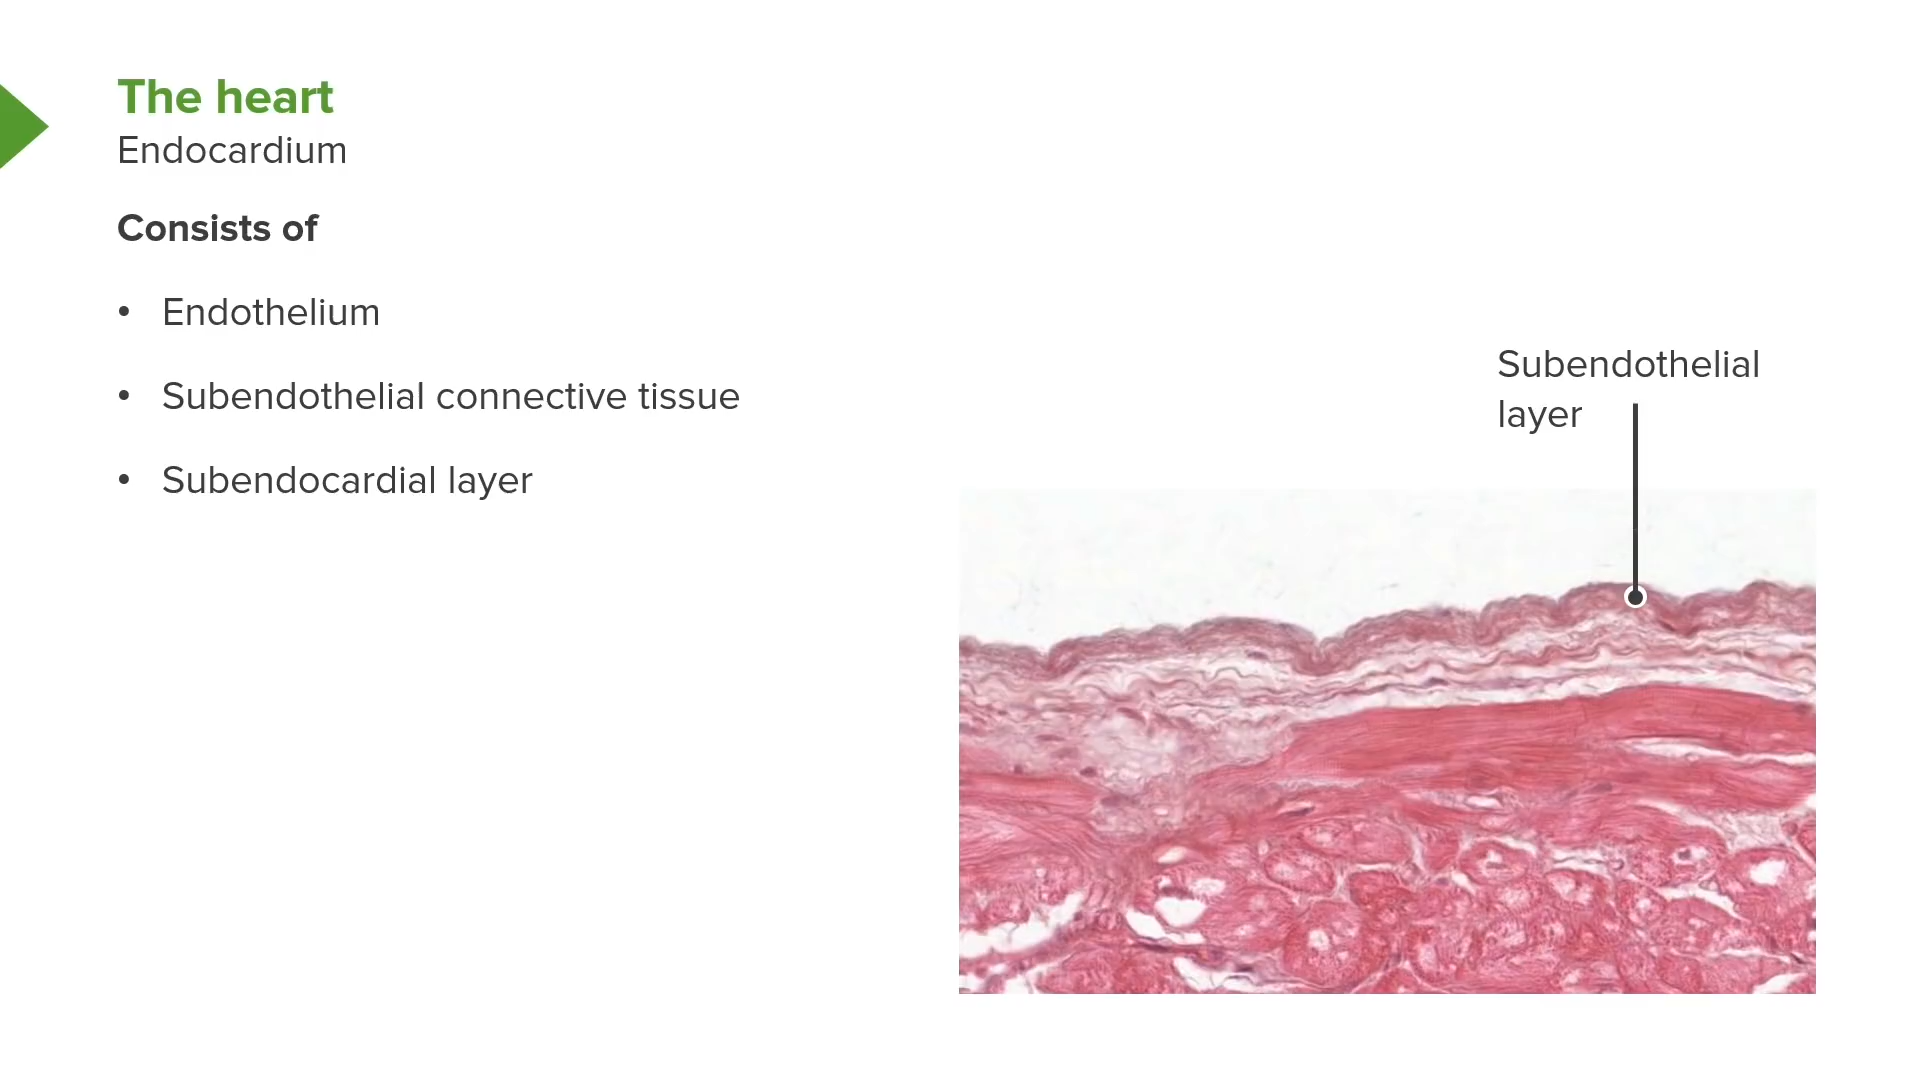 The heart
Endocardium
Consists of
• Endothelium
• Subendothelial connective tissue
• Subendocardial layer
Subendothelial
layer